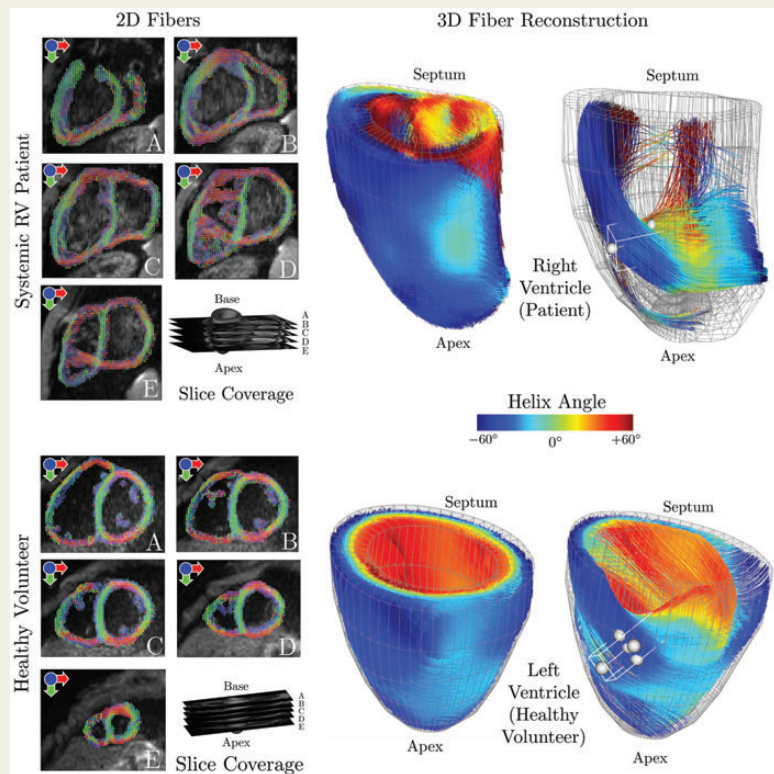 2D Fibers
3D Fiber Reconstruction
Systemic RV Patient
A
B
C
D
E
Base
A
B
C
D
E
Apex
Slice Coverage
Septum
Apex
Right
Ventricle
(Patient)
Septum
Helix Angle
−60°
0°
+60°
Healthy Volunteer
A
B
C
D
E
Base
A
B
C
D
E
Apex
Slice Coverage
Septum
Apex
Left
Ventricle
(Healthy
Volunteer)
Septum
Apex